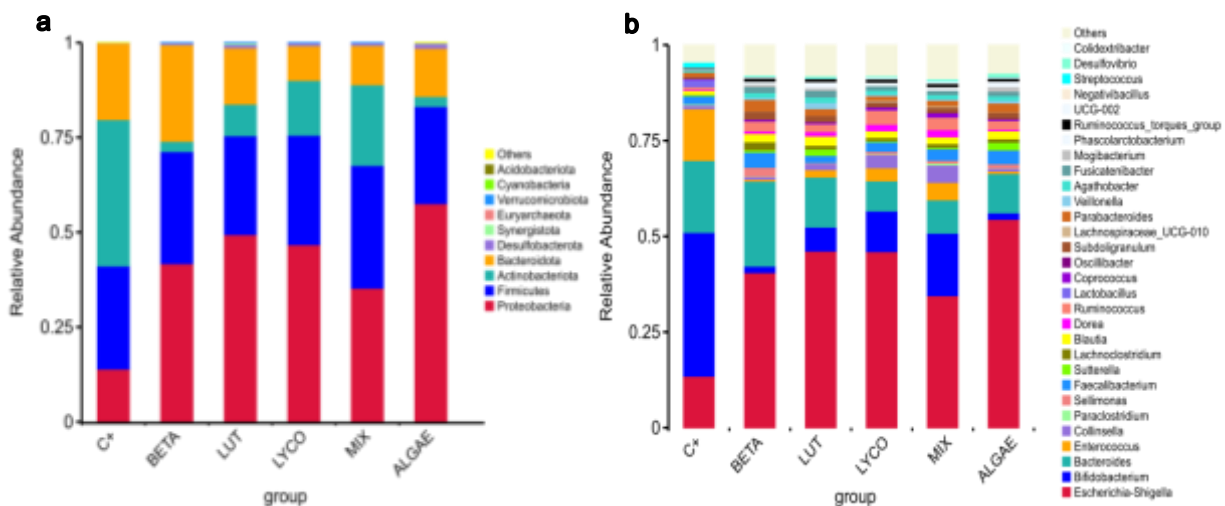 a
Relative Abundance
1
0.75
0.5
0.25
0
C+
BETA
LUT
LYCO
MIX
ALGAE
group
Others
Acidobacteriota
Cyanobacteria
Verrucomicrobiota
Euryarchaeota
Synergistota
Desulfobacterota
Bacteroidota
Actinobacteriota
Firmicutes
Proteobacteria
b
Relative Abundance
1
0.75
0.5
0.25
0
C+
BETA
LUT
LYCO
MIX
ALGAE
group
Others
Colidextribacter
Desulfovibrio
Streptococcus
Negativibacillus
UCG-002
Ruminococcus_torques_group
Phascolarctobacterium
Mogibacterium
Fusicatenibacter
Agathobacter
Veillonella
Parabacteroides
Lachnospiraceae_UCG-010
Subdoligranulum
Oscillibacter
Coprococcus
Lactobacillus
Ruminococcus
Dorea
Blautia
Lachnoclostridium
Sutterella
Faecalibacterium
Sellimonas
Paraclostridium
Collinsella
Enterococcus
Bacteroides
Bifidobacterium
Escherichia-Shigella